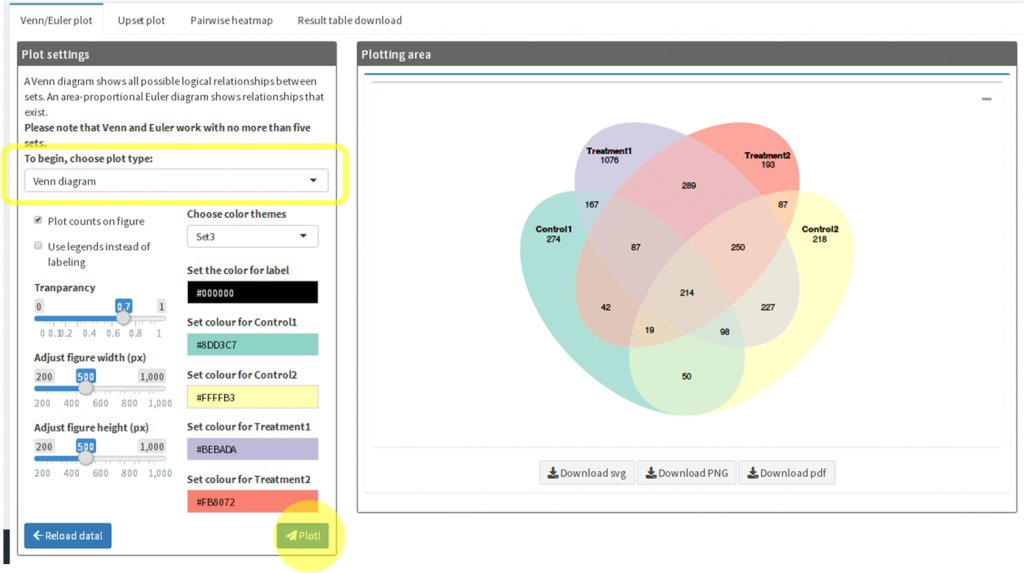 Venn/Euler plot
Upset plot
Pairwise heatmap
Result table download
Plot settings
A Venn diagram shows all possible logical relationships between
sets. An area-proportional Euler diagram shows relationships that
exist.
Please note that Venn and Euler work with no more than five
sets.
To begin, choose plot type:
Venn diagram
Plot counts on figure
Use legends instead of
labeling
Tranparancy
0 0.7 1
0 0.1 0.2 0.4 0.6 0.8 1
Adjust figure width (px)
200 500 1,000
200 400 600 800 1,000
Adjust figure height (px)
200 500 1,000
200 400 600 800 1,000
Choose color themes
Set3
Set the color for label
#000000
Set colour for Control1
#8DD3C7
Set colour for Control2
#FFFFB3
Set colour for Treatment1
#BEBADA
Set colour for Treatment2
#FB8072
Reload data!
Plot!
Plotting area
Treatment1
1076
Treatment2
193
289
167
87
Control1
274
Control2
218
87
250
214
42
227
19
98
50
Download svg
Download PNG
Download pdf